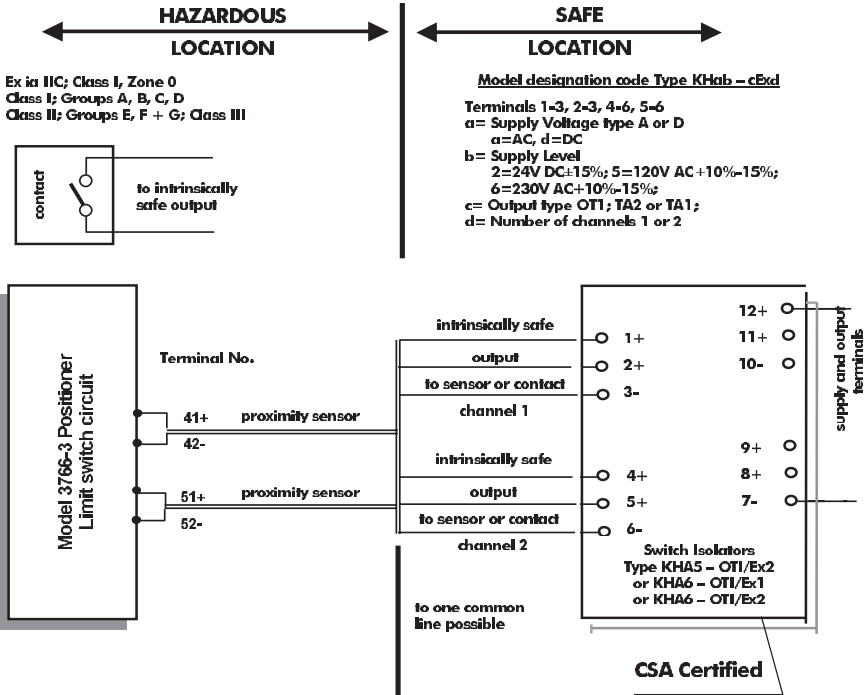 HAZARDOUS
LOCATION
SAFE
LOCATION
Ex ia IIC; Class I, Zone 0
Class I; Groups A, B, C, D
Class II; Groups E, F + G; Class III
contact
to intrinsically
safe output
Model designation code Type KHab – cExd
Terminals 1-3, 2-3, 4-6, 5-6
a= Supply Voltage type A or D
a=AC, d=DC
b= Supply Level
2=24V DC±15%; 5=120V AC+10%-15%;
6=230V AC+10%-15%;
c= Output type OT1; TA2 or TA1;
d= Number of channels 1 or 2
Model 3766-3 Positioner
Limit switch circuit
Terminal No.
41+
proximity sensor
42-
51+
proximity sensor
52-
intrinsically safe
output
to sensor or contact
channel 1
intrinsically safe
output
to sensor or contact
channel 2
1+
2+
3-
4+
5+
6-
12+
11+
10-
9+
8+
7-
supply and output
terminals
Switch Isolators
Type KHA5 – OTI/Ex2
or KHA6 – OTI/Ex1
or KHA6 – OTI/Ex2
to one common
line possible
CSA Certified